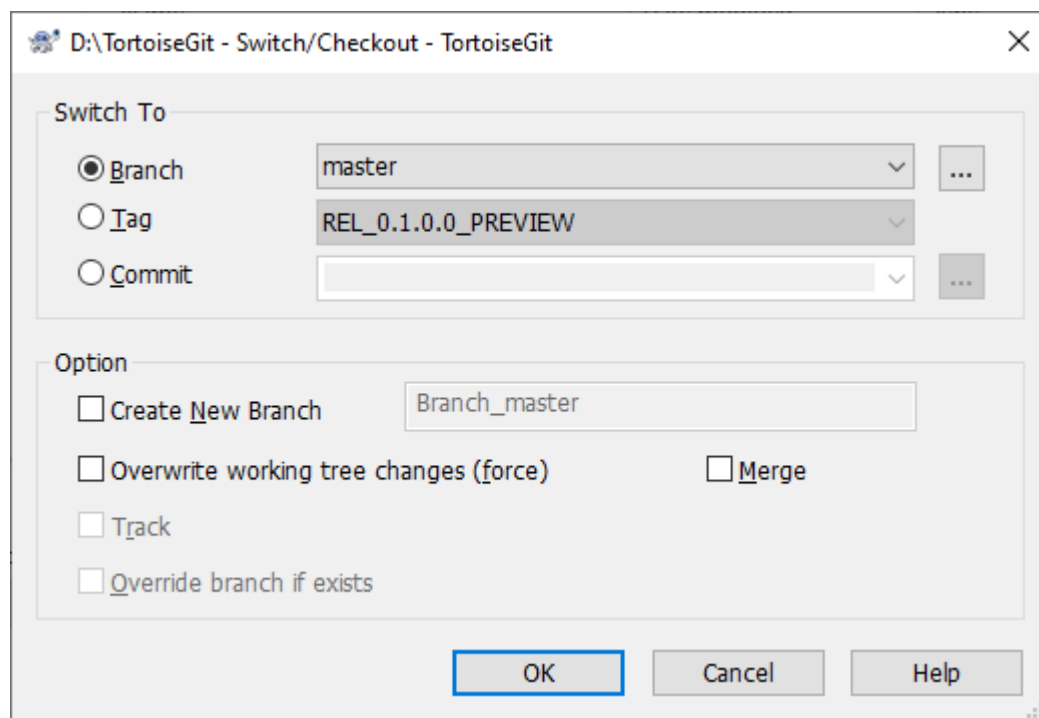 D:\TortoiseGit - Switch/Checkout - TortoiseGit
Switch To
Branch
master
...
Tag
REL_0.1.0.0_PREVIEW
Commit
...
Option
Create New Branch
Branch_master
Overwrite working tree changes (force)
Merge
Track
Override branch if exists
OK
Cancel
Help